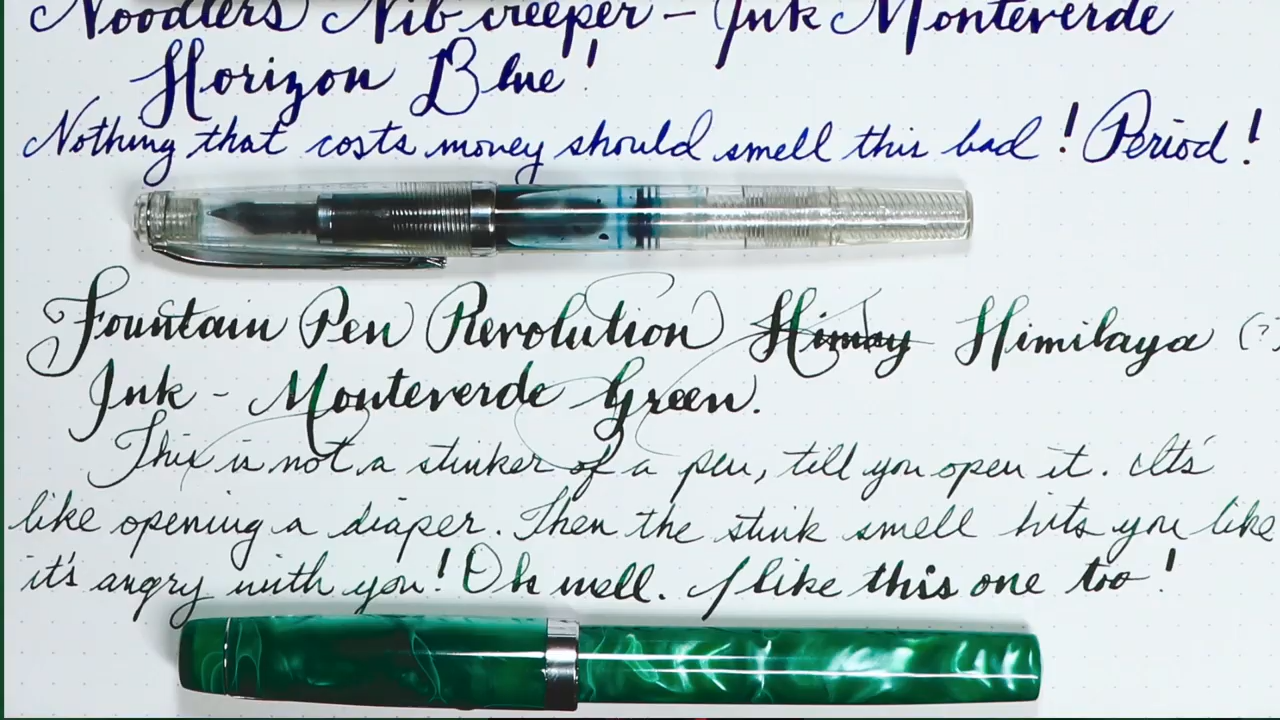 Noodlers Nib creeper - Ink Monteverde
Horizon Blue!
Nothing that costs money should smell this bad! Period!
Fountain Pen Revolution Himay Himilaya (?)
Ink - Monteverde Green.
This is not a stinker of a pen, till you open it. It's
like opening a diaper. Then the stink smell hits you like
it's angry with you! Oh well. I like this one too!